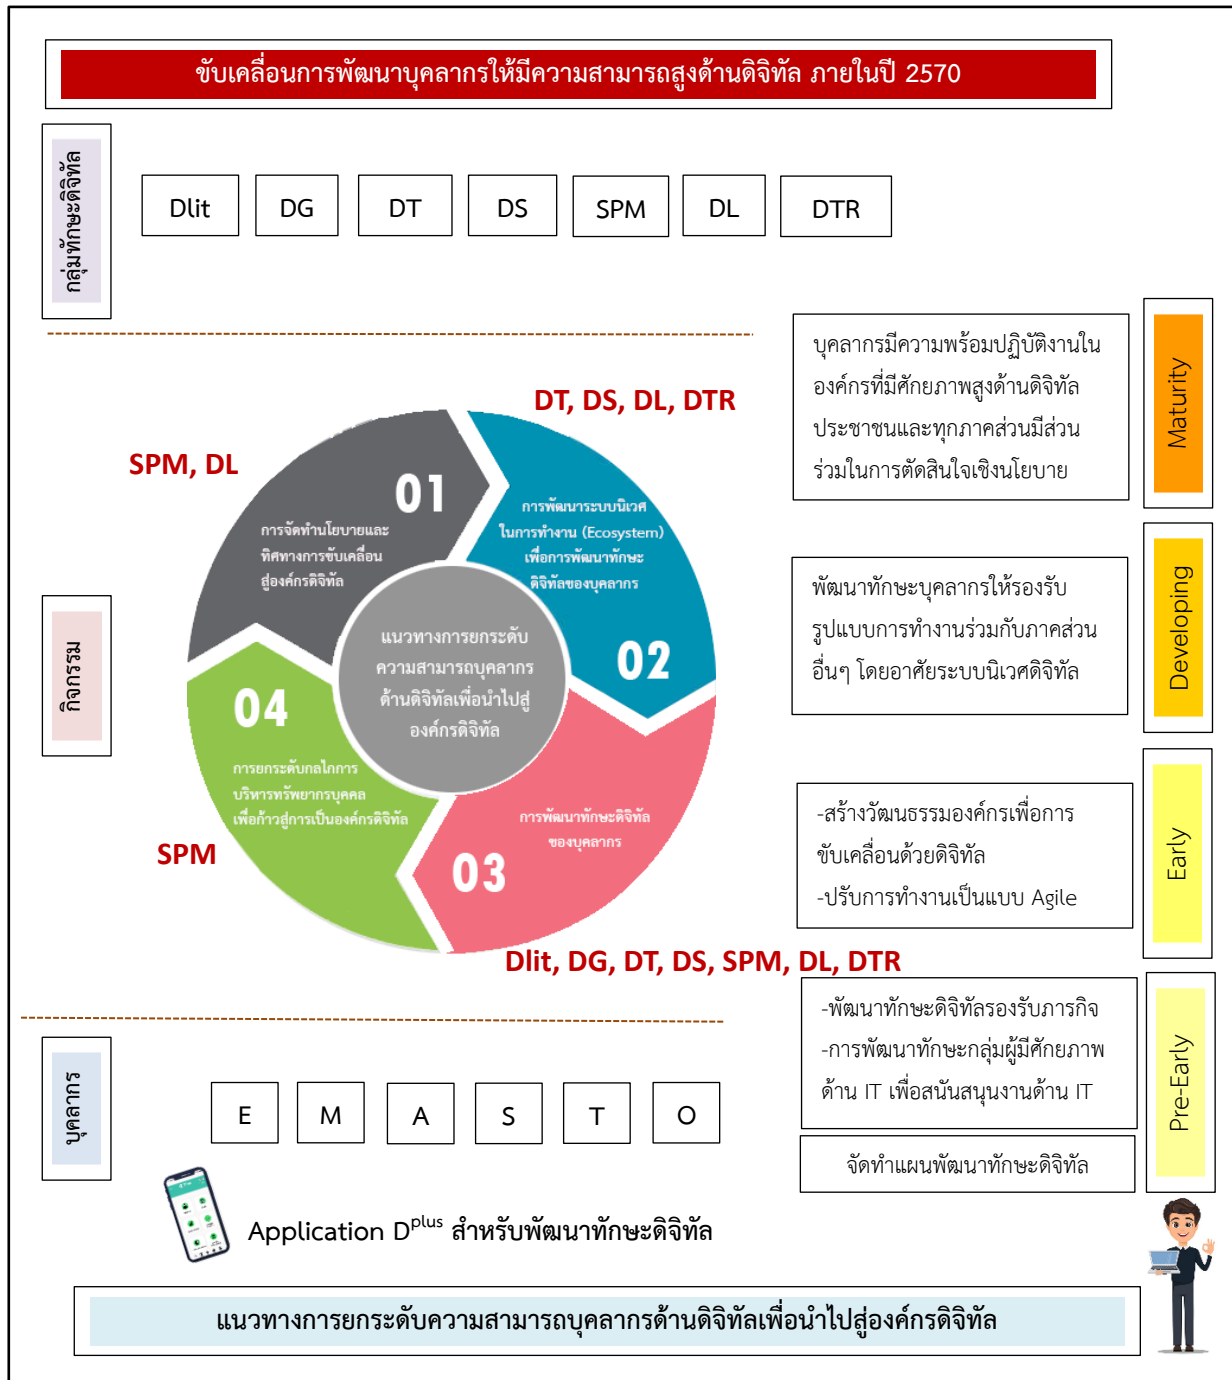 ขับเคลื่อนการพัฒนาบุคลากรให้มีความสามารถสูงด้านดิจิทัล ภายในปี 2570
กลุ่มทักษะดิจิทัล
Dlit
DG
DT
DS
SPM
DL
DTR
บุคลากรมีความพร้อมปฏิบัติงานใน
องค์กรที่มีศักยภาพสูงด้านดิจิทัล
ประชาชนและทุกภาคส่วนมีส่วน
ร่วมในการตัดสินใจเชิงนโยบาย
Maturity
กิจกรรม
SPM, DL
DT, DS, DL, DTR
01
การจัดทำนโยบายและ
ทิศทางการขับเคลื่อน
สู่องค์กรดิจิทัล
การพัฒนาระบบนิเวศ
ในการทำงาน (Ecosystem)
เพื่อการพัฒนาทักษะ
ดิจิทัลของบุคลากร
02
แนวทางการยกระดับ
ความสามารถบุคลากร
ด้านดิจิทัลเพื่อนำไปสู่
องค์กรดิจิทัล
04
การยกระดับกลไกการ
บริหารทรัพยากรบุคคล
เพื่อก้าวสู่การเป็นองค์กรดิจิทัล
การพัฒนาทักษะดิจิทัล
ของบุคลากร
03
SPM
Dlit, DG, DT, DS, SPM, DL, DTR
พัฒนาทักษะบุคลากรให้รองรับ
รูปแบบการทำงานร่วมกับภาคส่วน
อื่นๆ โดยอาศัยระบบนิเวศดิจิทัล
Developing
-สร้างวัฒนธรรมองค์กรเพื่อการ
ขับเคลื่อนด้วยดิจิทัล
-ปรับการทำงานเป็นแบบ Agile
Early
-พัฒนาทักษะดิจิทัลรองรับภารกิจ
-การพัฒนาทักษะกลุ่มผู้มีศักยภาพ
ด้าน IT เพื่อสนับสนุนงานด้าน IT
จัดทำแผนพัฒนาทักษะดิจิทัล
Pre-Early
บุคลากร
E
M
A
S
T
O
Application Dplus สำหรับพัฒนาทักษะดิจิทัล
แนวทางการยกระดับความสามารถบุคลากรด้านดิจิทัลเพื่อนำไปสู่องค์กรดิจิทัล